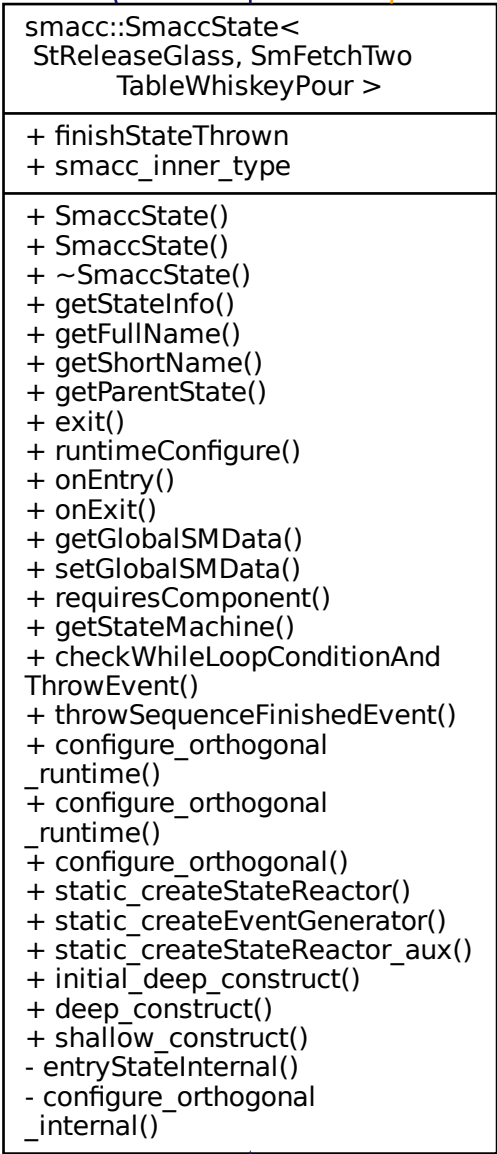 smacc::SmaccState<
StReleaseGlass, SmFetchTwo
TableWhiskeyPour >
+ finishStateThrown
+ smacc_inner_type
+ SmaccState()
+ SmaccState()
+ ~SmaccState()
+ getStateInfo()
+ getFullName()
+ getShortName()
+ getParentState()
+ exit()
+ runtimeConfigure()
+ onEntry()
+ onExit()
+ getGlobalSMData()
+ setGlobalSMData()
+ requiresComponent()
+ getStateMachine()
+ checkWhileLoopConditionAnd
ThrowEvent()
+ throwSequenceFinishedEvent()
+ configure_orthogonal
_runtime()
+ configure_orthogonal
_runtime()
+ configure_orthogonal()
+ static_createStateReactor()
+ static_createEventGenerator()
+ static_createStateReactor_aux()
+ initial_deep_construct()
+ deep_construct()
+ shallow_construct()
- entryStateInternal()
- configure_orthogonal
_internal()